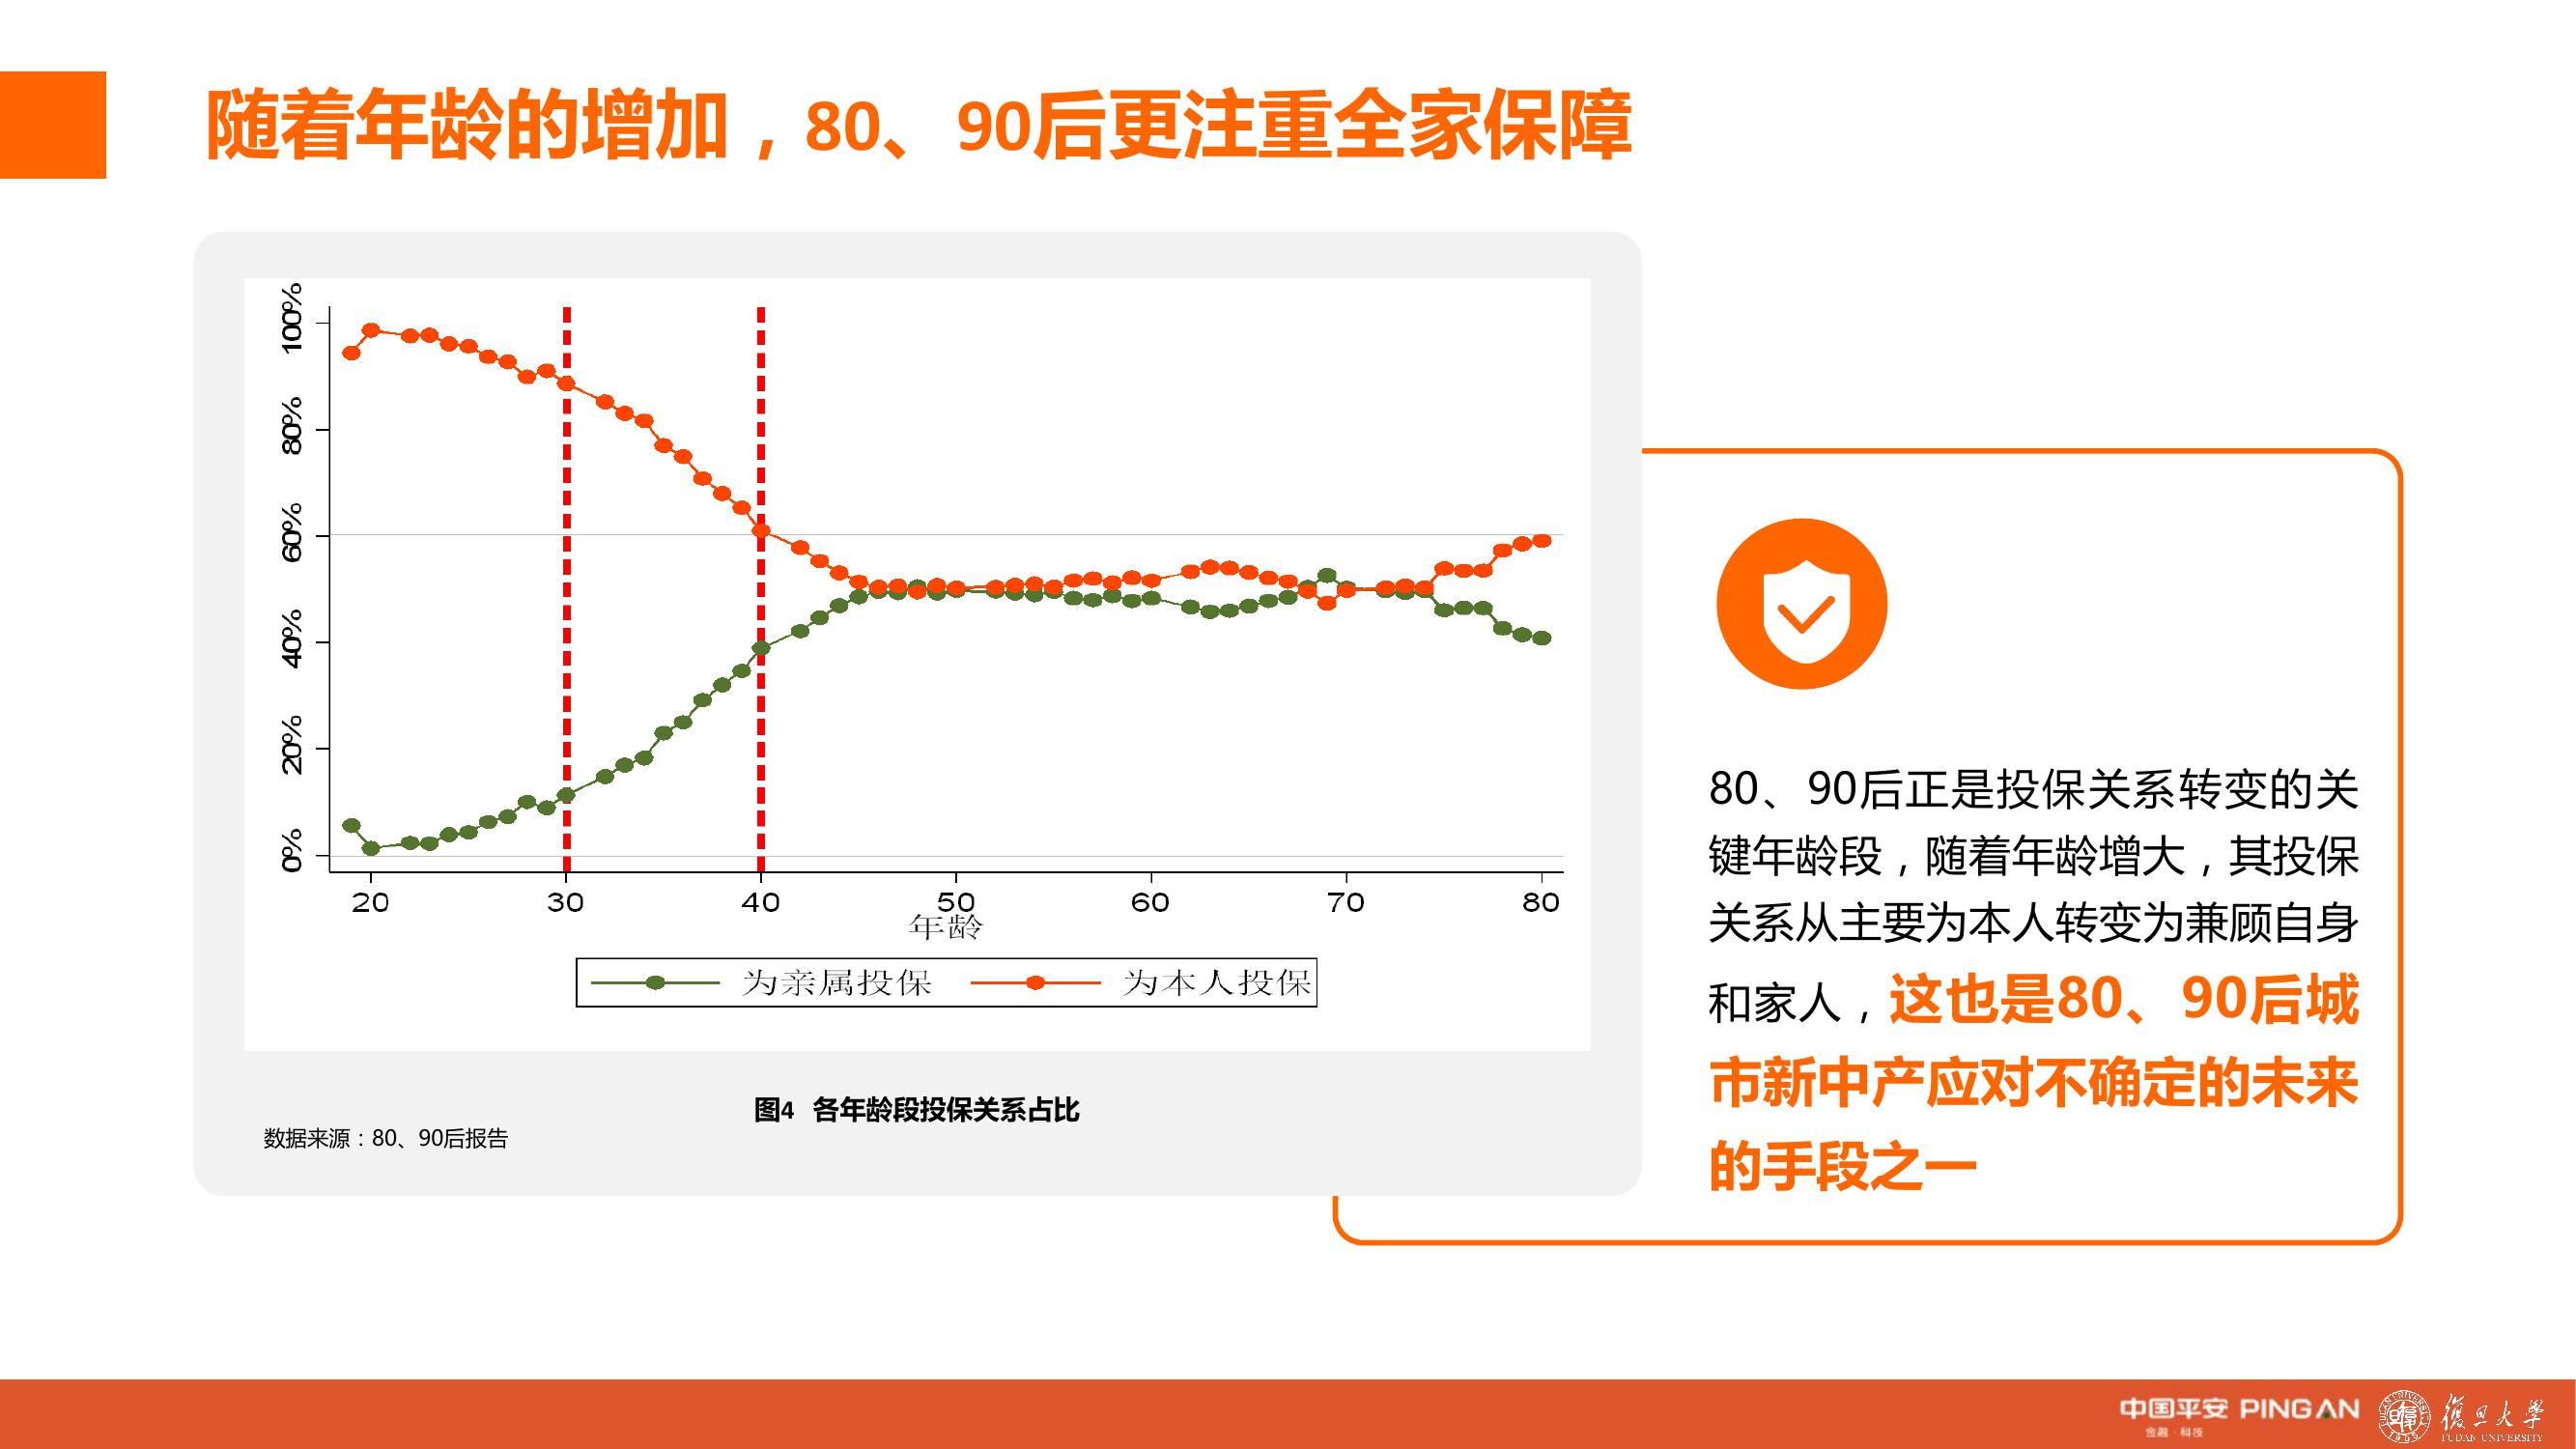 随着年龄的增加，80、90后更注重全家保障
100%
80%
60%
40%
20%
0%
20 30 40 50 60 70 80
年龄
为亲属投保 为本人投保
图4 各年龄段投保关系占比
数据来源：80、90后报告
80、90后正是投保关系转变的关
键年龄段，随着年龄增大，其投保
关系从主要为本人转变为兼顾自身
和家人，这也是80、90后城
市新中产应对不确定的未来
的手段之一
中国平安 PING AN
金融·科技
復旦大學
FUDAN UNIVERSITY